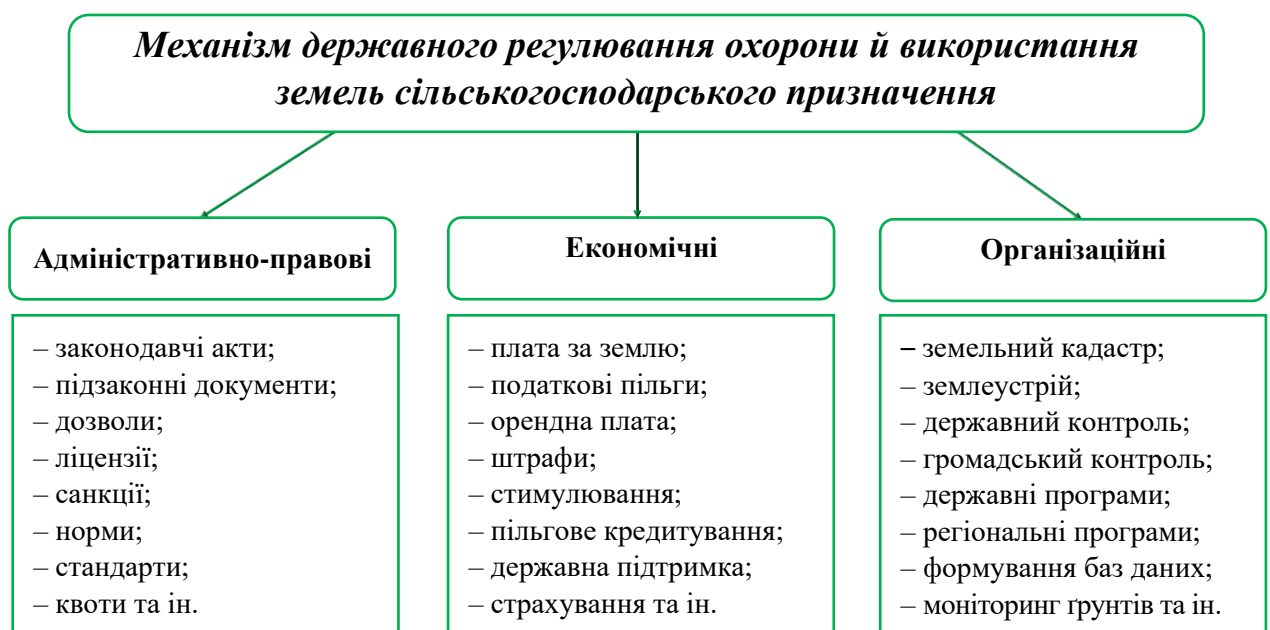 Механізм державного регулювання охорони й використання
земель сільськогосподарського призначення
Адміністративно-правові
– законодавчі акти;
– підзаконні документи;
– дозволи;
– ліцензії;
– санкції;
– норми;
– стандарти;
– квоти та ін.
Економічні
– плата за землю;
– податкові пільги;
– орендна плата;
– штрафи;
– стимулювання;
– пільгове кредитування;
– державна підтримка;
– страхування та ін.
Організаційні
– земельний кадастр;
– землеустрій;
– державний контроль;
– громадський контроль;
– державні програми;
– регіональні програми;
– формування баз даних;
– моніторинг ґрунтів та ін.